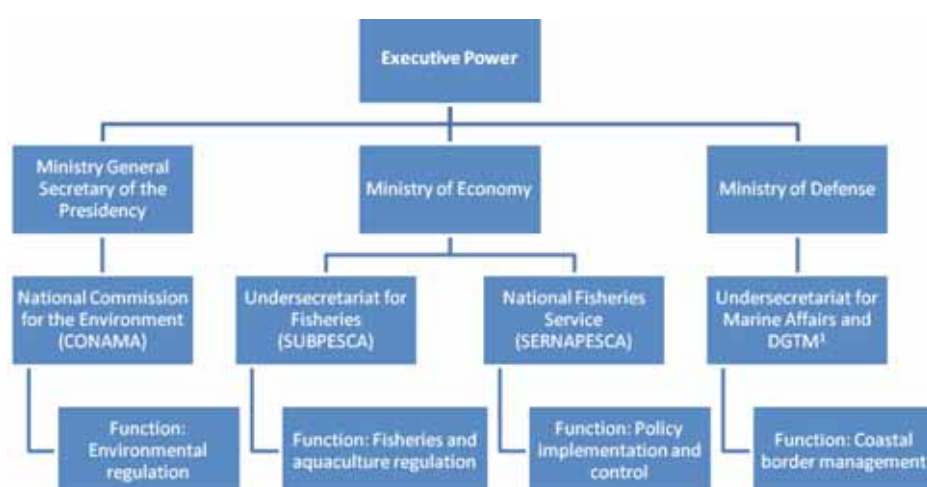 Executive Power
Ministry General
Secretary of the
Presidency
Ministry of Economy
Ministry of Defense
National Commission
for the Environment
(CONAMA)
Undersecretariat for
Fisheries
(SUBPESCA)
National Fisheries
Service
(SERNAPESCA)
Undersecretariat for
Marine Affairs and
DGTM¹
Function:
Environmental
regulation
Function: Fisheries and
aquaculture regulation
Function: Policy
implementation and
control
Function: Coastal
border management